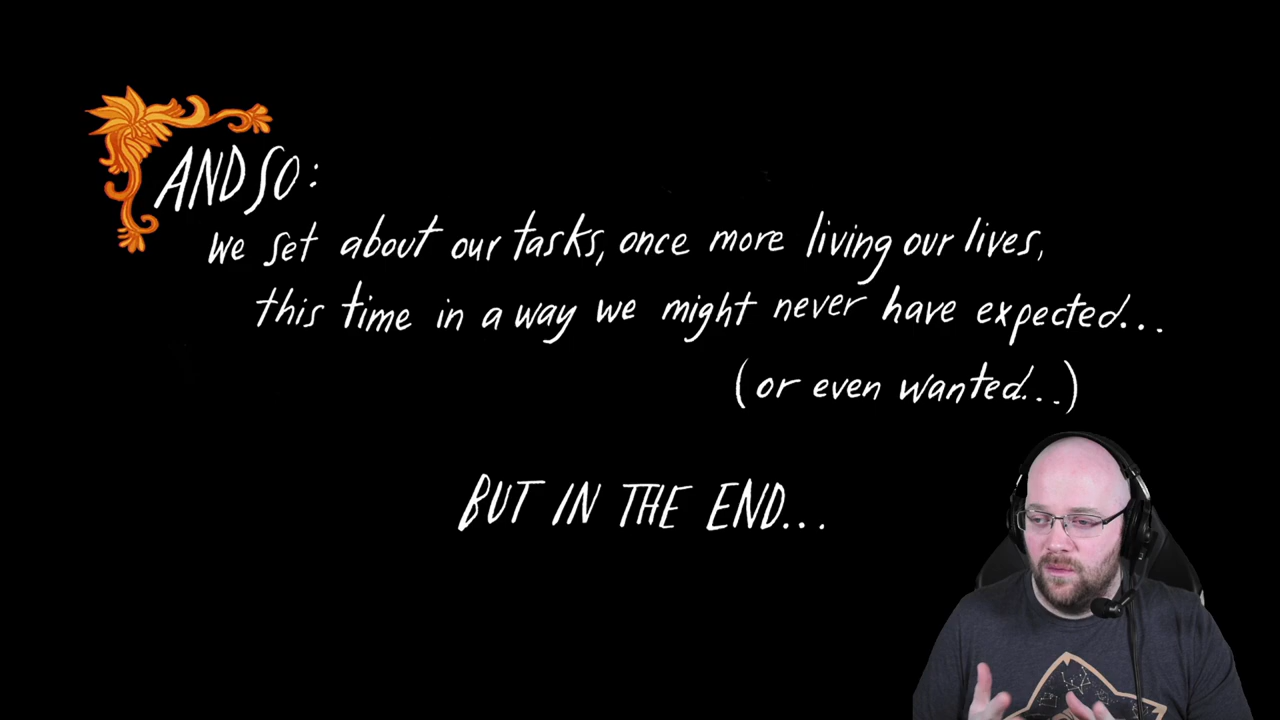 AND SO:
we set about our tasks, once more living our lives,
this time in a way we might never have expected...
(or even wanted...)
BUT IN THE END...